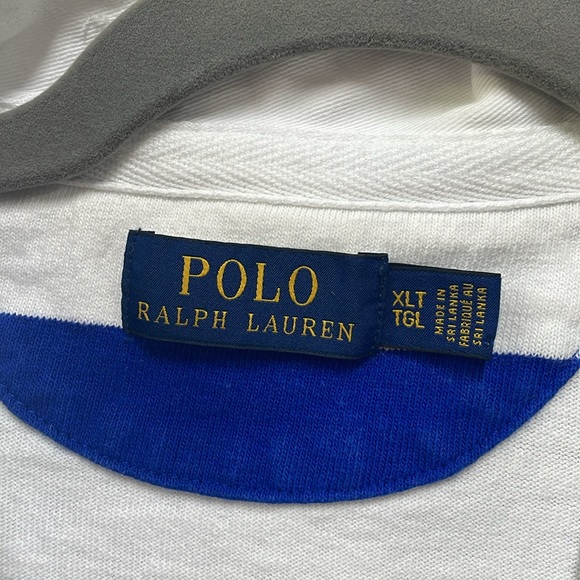 POLO
RALPH LAUREN
XLT
TGL
MADE IN
SRI LANKA
FABRIQUÉ AU
SRI LANKA